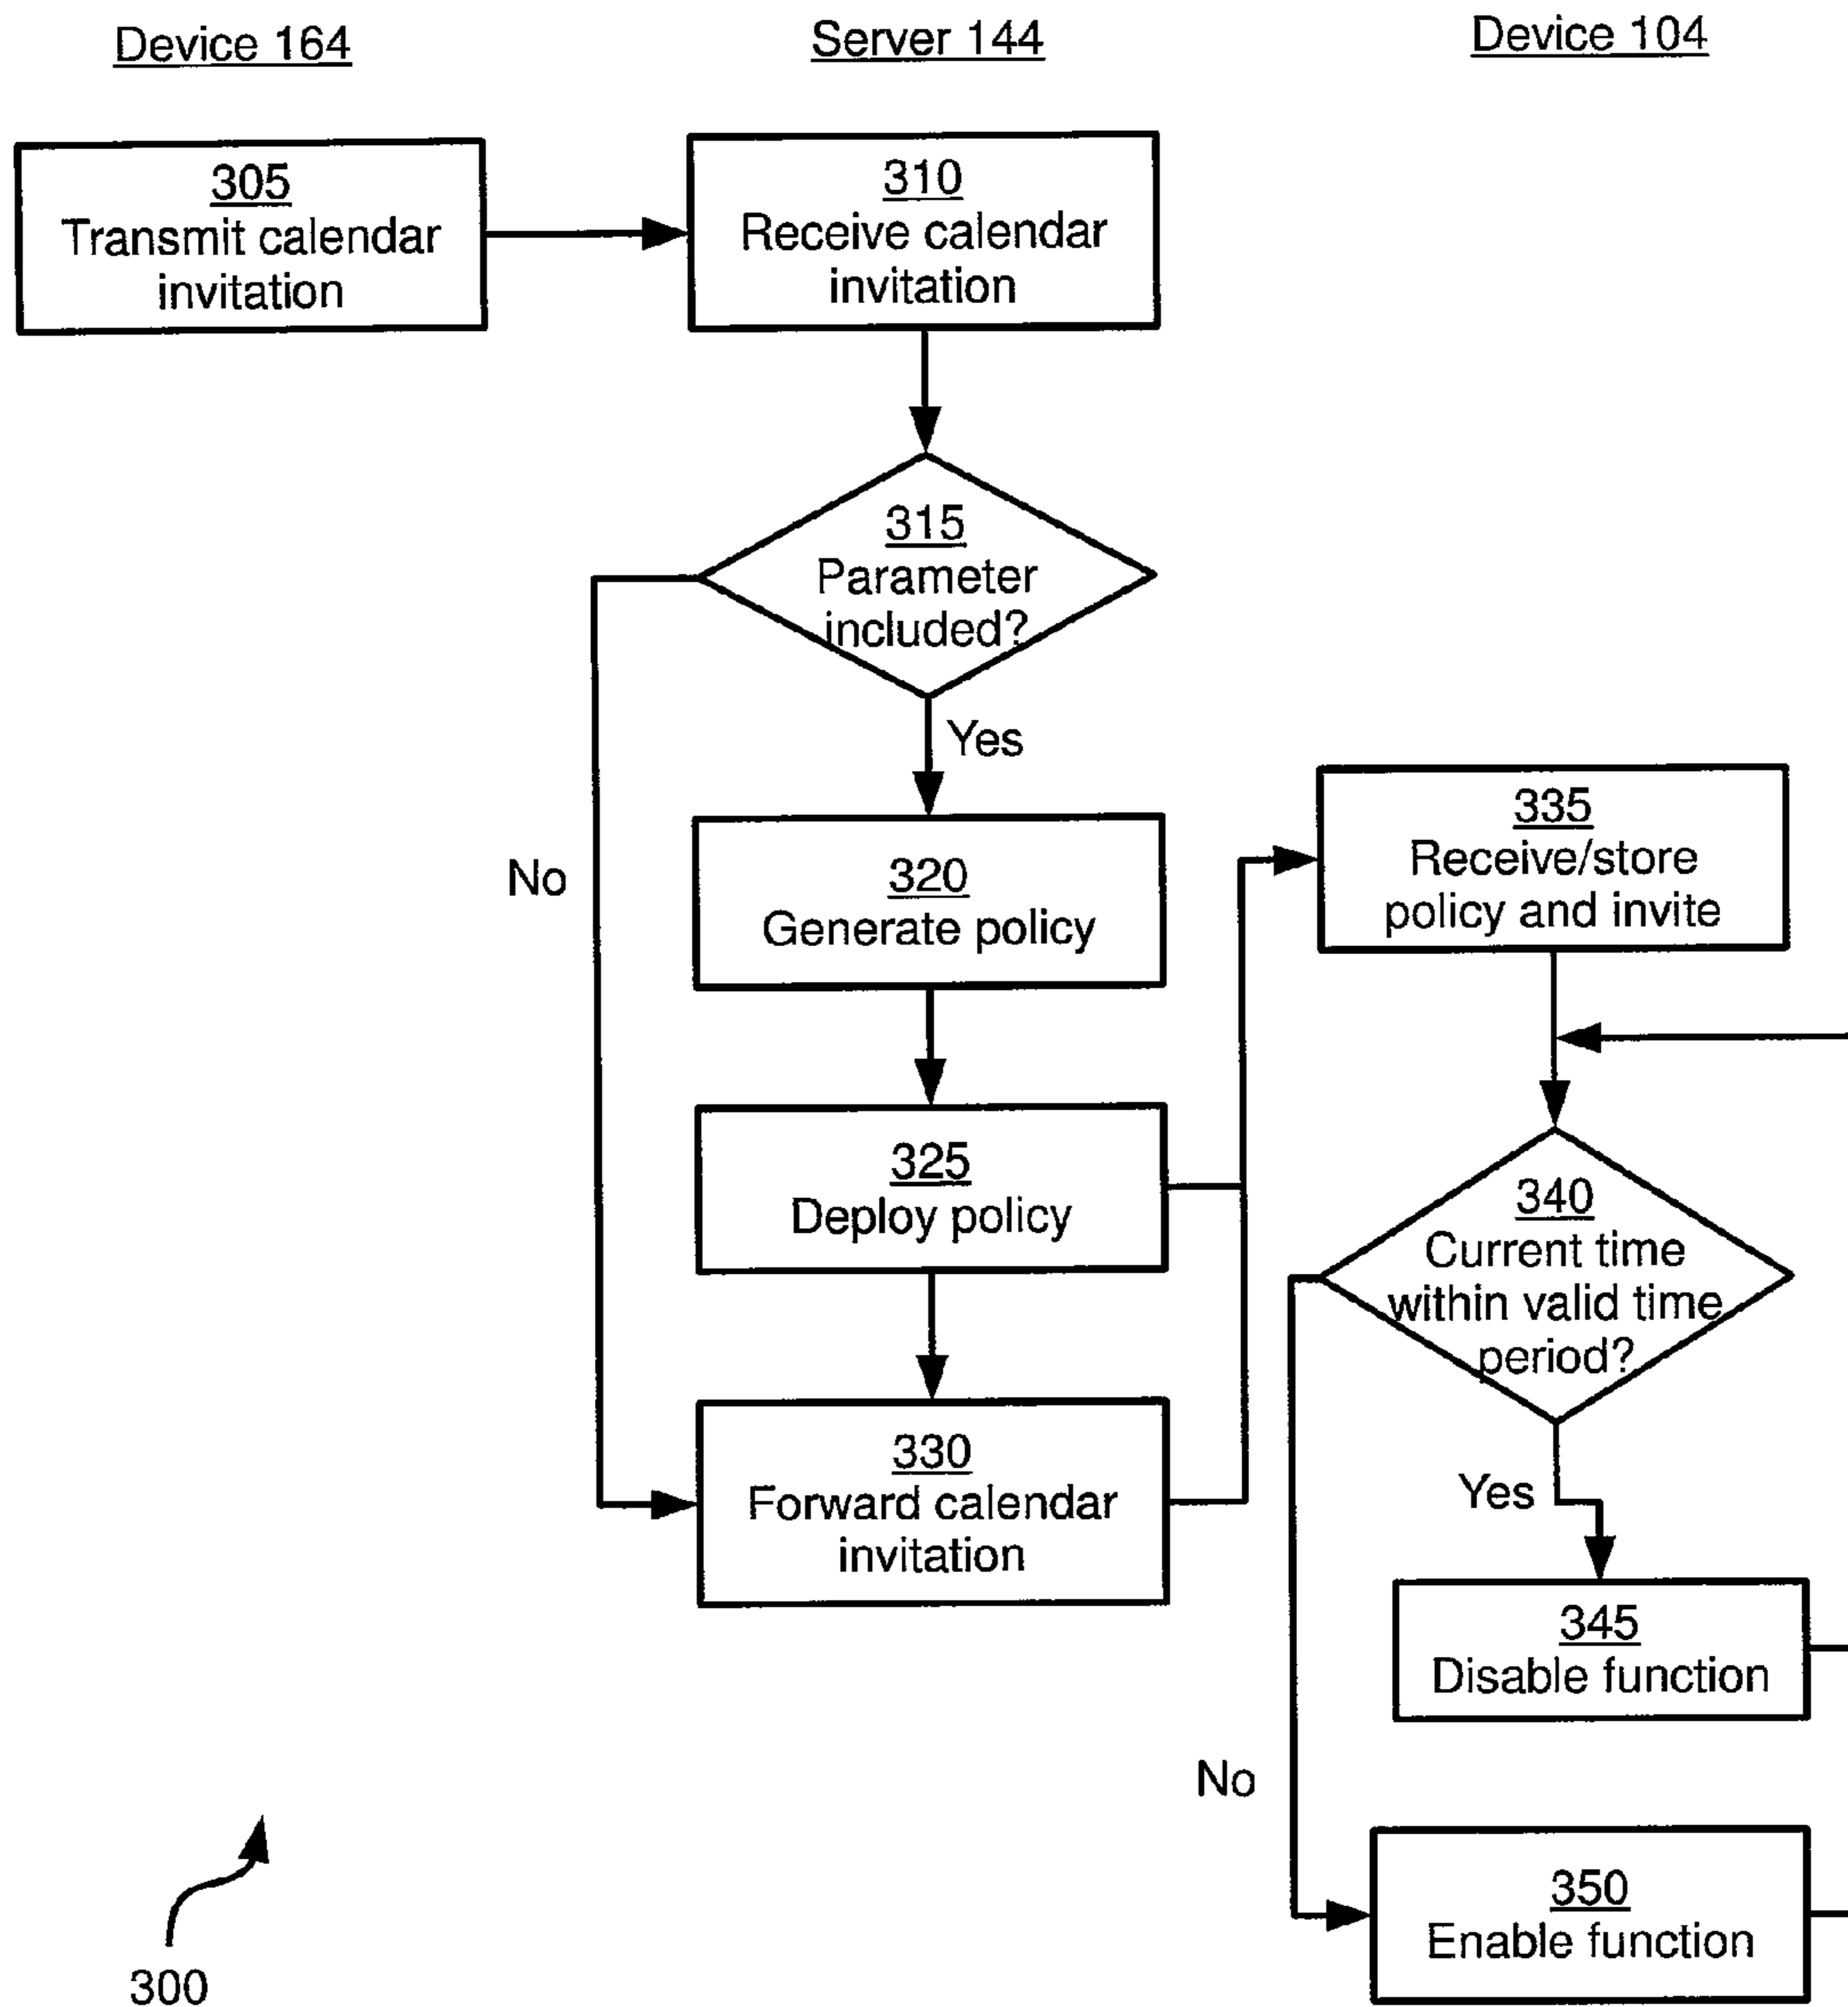 Device 164
Server 144
Device 104
305
Transmit calendar
invitation
310
Receive calendar
invitation
315
Parameter
included?
Yes
No
320
Generate policy
325
Deploy policy
330
Forward calendar
invitation
335
Receive/store
policy and invite
340
Current time
within valid time
period?
Yes
345
Disable function
No
350
Enable function
300